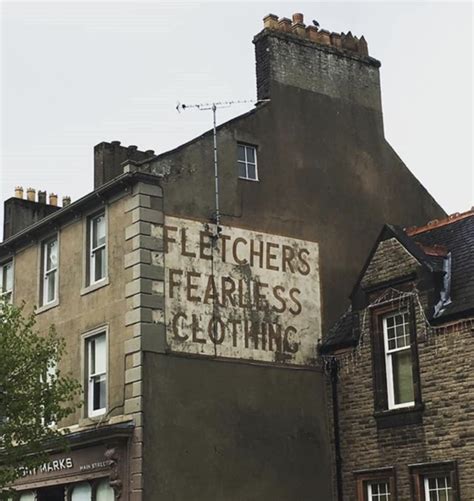 FLETCHERS
FEARLESS
CLOTHING
MARKS
MAIN STREET